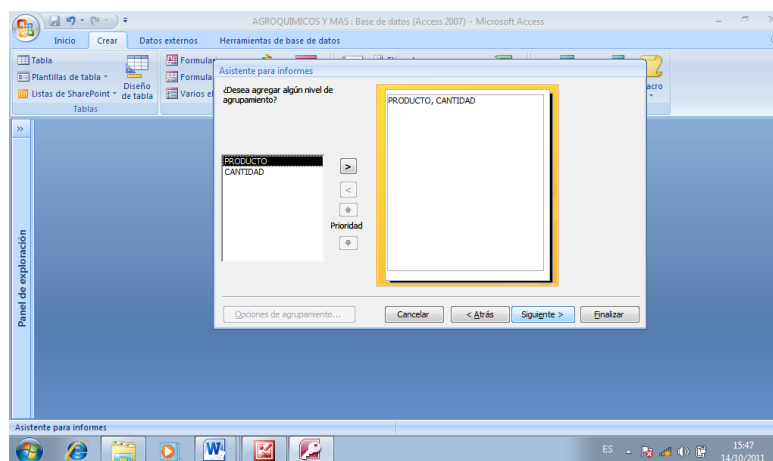 AGROQUIMICOS Y MAS : Base de datos (Access 2007) - Microsoft Access
Inicio Crear Datos externos Herramientas de base de datos
Tabla
Plantillas de tabla
Listas de SharePoint
Diseño de tabla
Tablas
Varios
Asistente para informes
¿Desea agregar algún nivel de
agrupamiento?
PRODUCTO, CANTIDAD
PRODUCTO
CANTIDAD
>
<
Prioridad
Opciones de agrupamiento...
Cancelar
< Atrás
Siguiente >
Finalizar
»
Panel de exploración
Asistente para informes
ES
15:47
14/10/2011